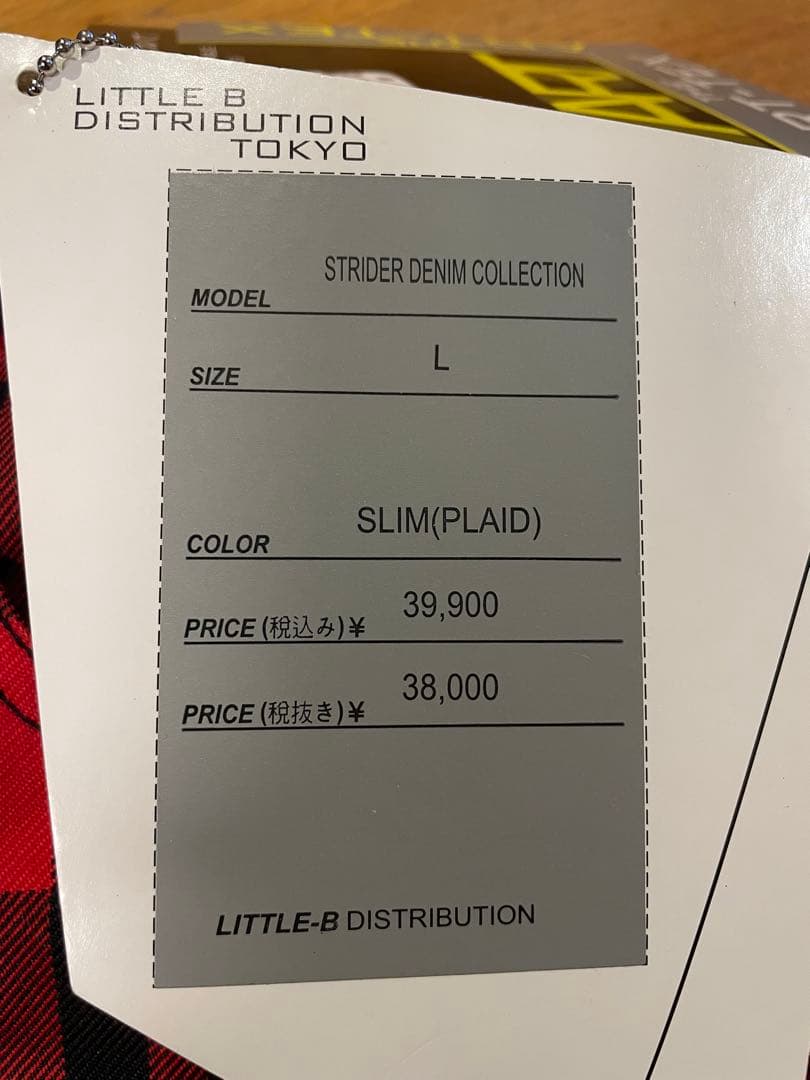 LITTLE B
DISTRIBUTION
TOKYO
MODEL STRIDER DENIM COLLECTION
SIZE L
COLOR SLIM(PLAID)
PRICE (税込み)¥ 39,900
PRICE (税抜き)¥ 38,000
LITTLE-B DISTRIBUTION